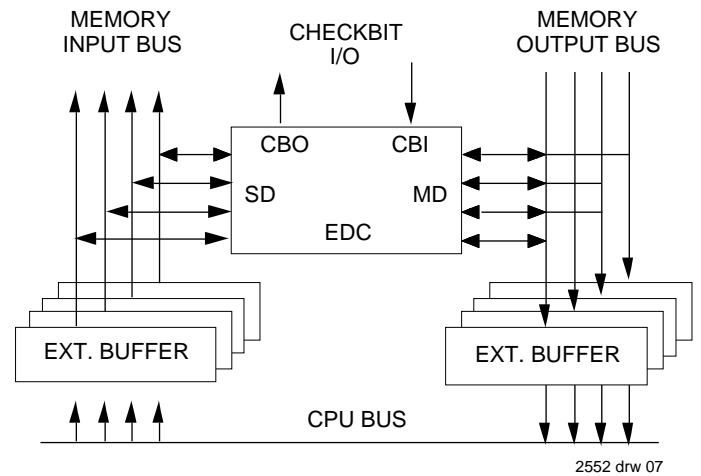 MEMORY
INPUT BUS
CHECKBIT
I/O
MEMORY
OUTPUT BUS
CBO
CBI
SD
MD
EDC
EXT. BUFFER
EXT. BUFFER
CPU BUS
2552 drw 07